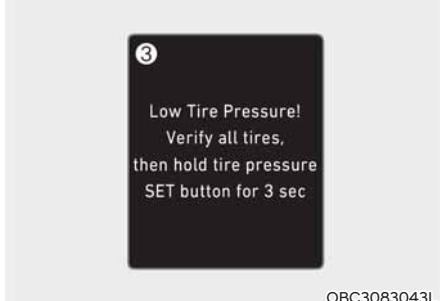 ③
Low Tire Pressure!
Verify all tires,
then hold tire pressure
SET button for 3 sec
OBC3083043L